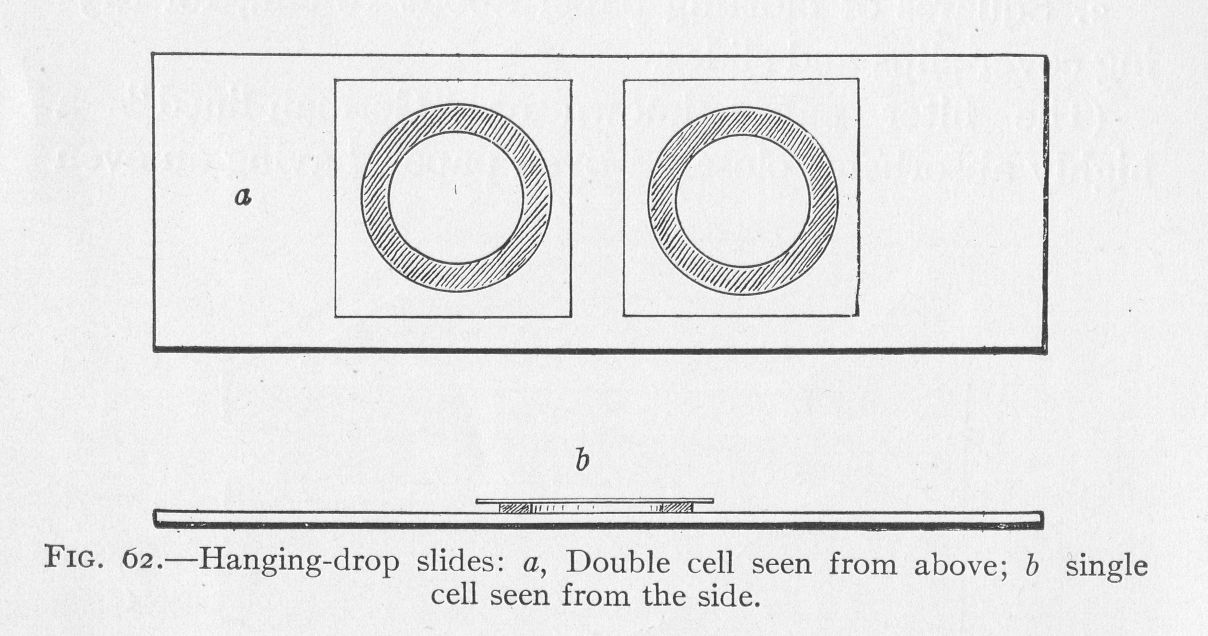 a
b
FIG. 62.—Hanging-drop slides: a, Double cell seen from above; b single
cell seen from the side.